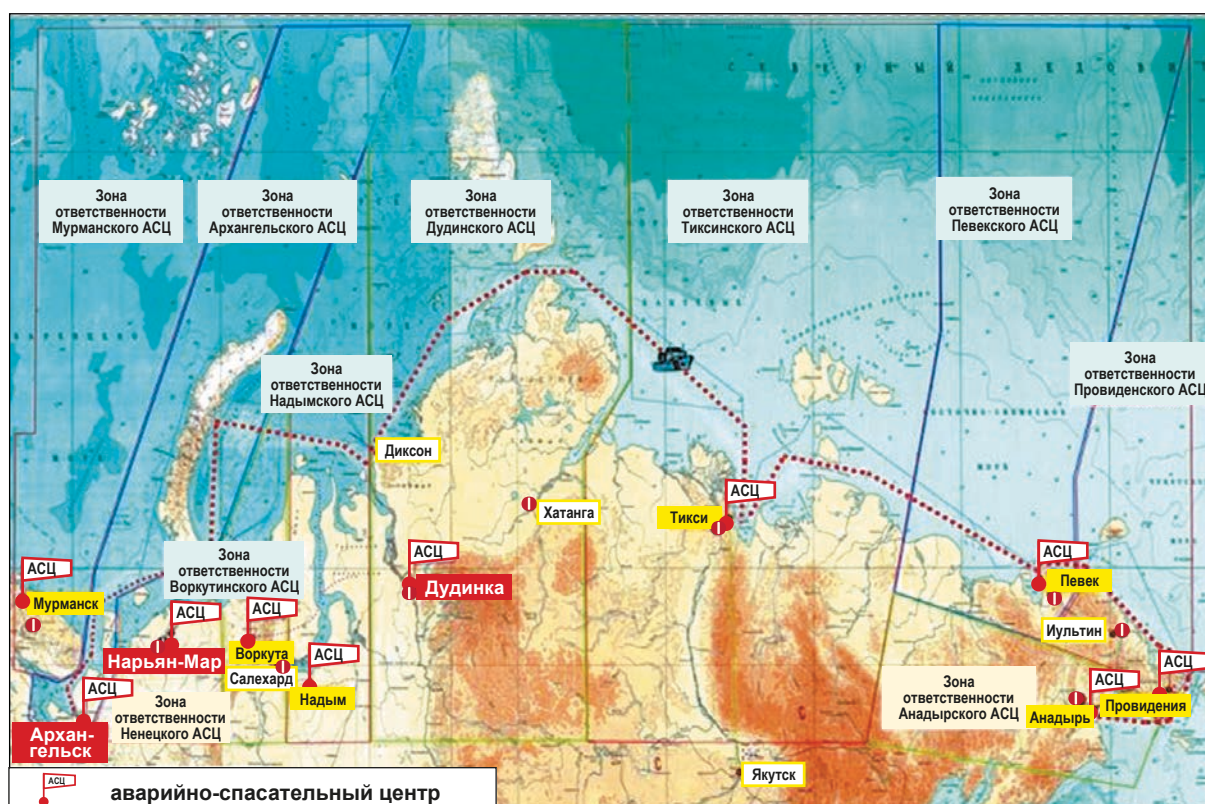 СЕВЕРНЫЙ ЛЕДОВИТ
Зона
ответственности
Мурманского АСЦ
Зона
ответственности
Архангельского АСЦ
Зона
ответственности
Дудинского АСЦ
Зона
ответственности
Тиксинского АСЦ
Зона
ответственности
Певекского АСЦ
Зона
ответственности
Надымского АСЦ
Зона
ответственности
Провиденского АСЦ
Диксон
Хатанга
АСЦ
Тикси
АСЦ
Мурманск
Зона
ответственности
Воркутинского АСЦ
АСЦ
Дудинка
АСЦ
Певек
Иультин
АСЦ
Нарьян-Мар
АСЦ
Воркута
Салехард
АСЦ
Надым
АСЦ
Архан-
гельск
Зона
ответственности
Ненецкого АСЦ
Зона
ответственности
Анадырского АСЦ
АСЦ
Анадырь
АСЦ
Провидения
Якутск
АСЦ
аварийно-спасательный центр